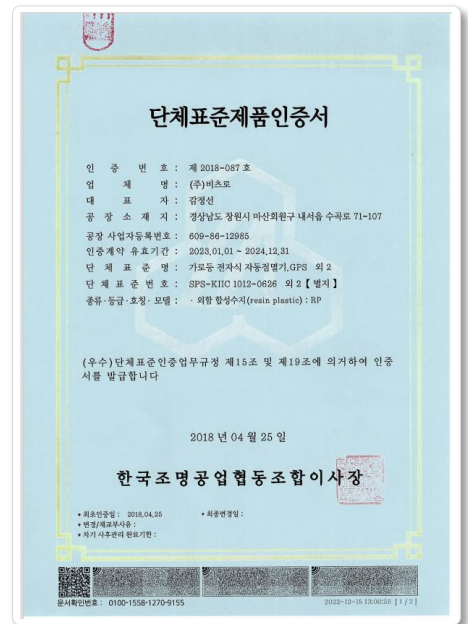 단체표준제품인증서
인 증 번 호 : 제 2018-087 호
업 체 명 : (주)비츠로
대 표 자 : 감정선
공 장 소 재 지 : 경상남도 창원시 마산회원구 내서읍 수곡로 71-107
공장 사업자등록번호 : 609-86-12985
인증계약 유효기간 : 2023.01.01 ~ 2024.12.31
단 체 표 준 명 : 가로등 전자식 자동점멸기,GPS 외 2
단 체 표 준 번 호 : SPS-KIIC 1012-0626 외 2【 별지 】
종류·등급·호칭·모델 : · 외함 합성수지(resin plastic) : RP
(우수)단체표준인증업무규정 제15조 및 제19조에 의거하여 인증
서를 발급합니다
2018 년 04 월 25 일
한국조명공업협동조합이사장
• 최초인증일 : 2018.04.25 • 최종변경일 :
• 변경/재교부사유 :
• 차기 사후관리 완료기한 :
문서확인번호 : 0100-1558-1270-9155 2022-12-15 13:00:58 [1/2]